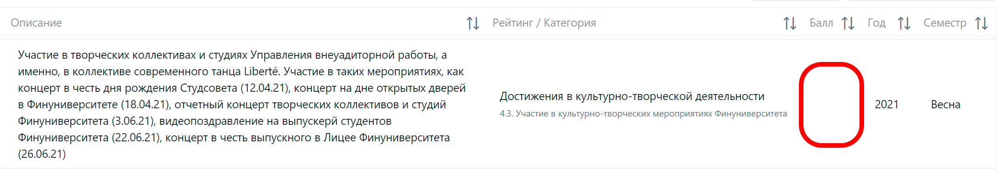 Описание Рейтинг / Категория Балл Год Семестр
Участие в творческих коллективах и студиях Управления внеуадиторной работы, а
именно, в коллективе современного танца Liberté. Участие в таких мероприятиях, как
концерт в честь дня рождения Студсовета (12.04.21), концерт на дне открытых дверей
в Финуниверситете (18.04.21), отчетный концерт творческих коллективов и студий
Финуниверситета (3.06.21), видеопоздравление на выпускерй студентов
Финуниверситета (22.06.21), концерт в честь выпускного в Лицее Финуниверситета
(26.06.21)
Достижения в культурно-творческой деятельности
4.3. Участие в культурно-творческих мероприятиях Финуниверситета
2021
Весна